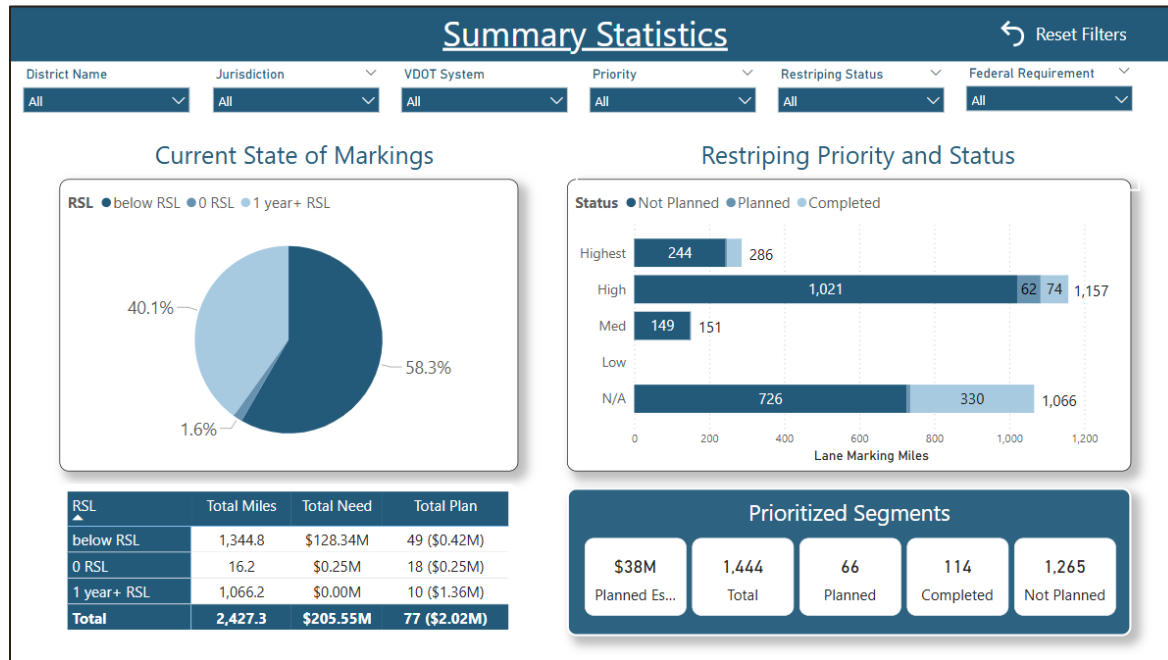 Summary Statistics
Reset Filters
District Name Jurisdiction VDOT System Priority Restriping Status Federal Requirement
All All All All All All
Current State of Markings
RSL below RSL 0 RSL 1 year+ RSL
40.1%
58.3%
1.6%
Restriping Priority and Status
Status Not Planned Planned Completed
Highest 244 286
High 1,021 62 74 1,157
Med 149 151
Low
N/A 726 330 1,066
0 200 400 600 800 1,000 1,200
Lane Marking Miles
RSL Total Miles Total Need Total Plan
below RSL 1,344.8 $128.34M 49 ($0.42M)
0 RSL 16.2 $0.25M 18 ($0.25M)
1 year+ RSL 1,066.2 $0.00M 10 ($1.36M)
Total 2,427.3 $205.55M 77 ($2.02M)
Prioritized Segments
$38M 1,444 66 114 1,265
Planned Es... Total Planned Completed Not Planned